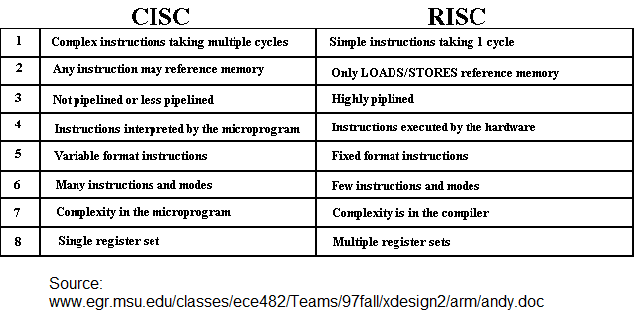 CISC RISC
1 Complex instructions taking multiple cycles Simple instructions taking 1 cycle
2 Any instruction may reference memory Only LOADS/STORES reference memory
3 Not pipelined or less pipelined Highly piplined
4 Instructions interpreted by the microprogram Instructions executed by the hardware
5 Variable format instructions Fixed format instructions
6 Many instructions and modes Few instructions and modes
7 Complexity in the microprogram Complexity is in the compiler
8 Single register set Multiple register sets
Source:
www.egr.msu.edu/classes/ece482/Teams/97fall/xdesign2/arm/andy.doc